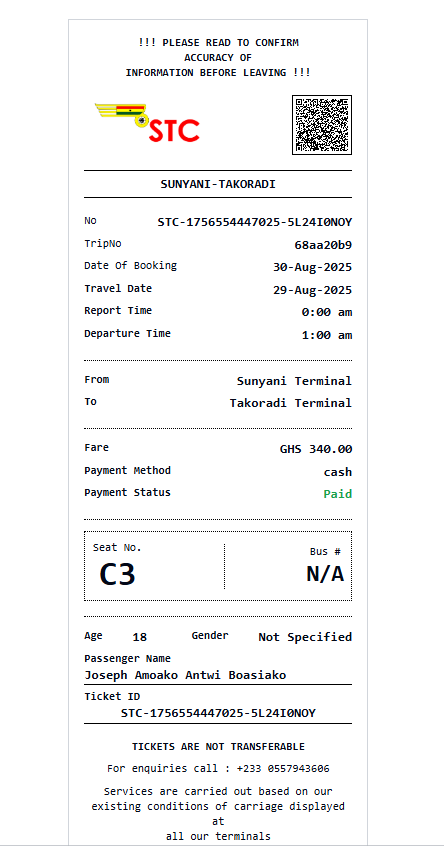 !!! PLEASE READ TO CONFIRM
ACCURACY OF
INFORMATION BEFORE LEAVING !!!
STC
SUNYANI-TAKORADI
No STC-1756554447025-5L24I0NOY
TripNo 68aa20b9
Date Of Booking 30-Aug-2025
Travel Date 29-Aug-2025
Report Time 0:00 am
Departure Time 1:00 am
From Sunyani Terminal
To Takoradi Terminal
Fare GHS 340.00
Payment Method cash
Payment Status Paid
Seat No. Bus #
C3 N/A
Age 18 Gender Not Specified
Passenger Name
Joseph Amoako Antwi Boasiako
Ticket ID
STC-1756554447025-5L24I0NOY
TICKETS ARE NOT TRANSFERABLE
For enquiries call : +233 0557943606
Services are carried out based on our
existing conditions of carriage displayed
at
all our terminals